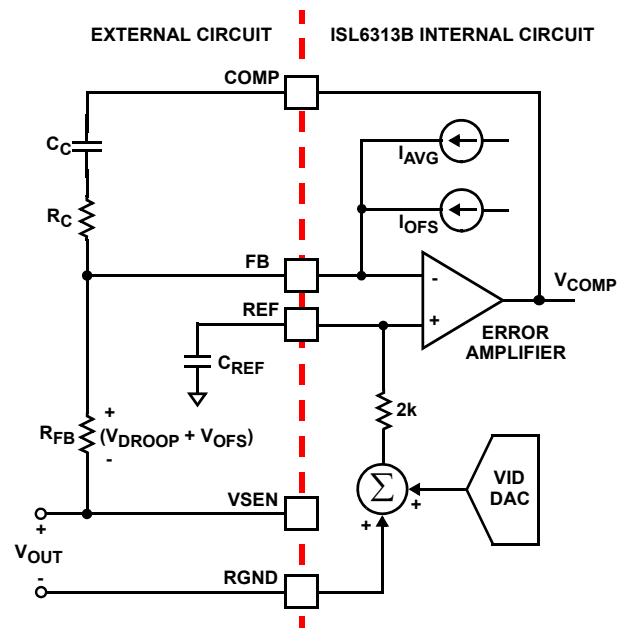 EXTERNAL CIRCUIT
ISL6313B INTERNAL CIRCUIT
COMP
CC
IAVG
RC
IOFS
FB
-
VCOMP
REF
+
ERROR
AMPLIFIER
CREF
2k
+
RFB
(VDROOP + VOFS)
-
Σ
VID
DAC
VSEN
+
+
+
VOUT
-
RGND